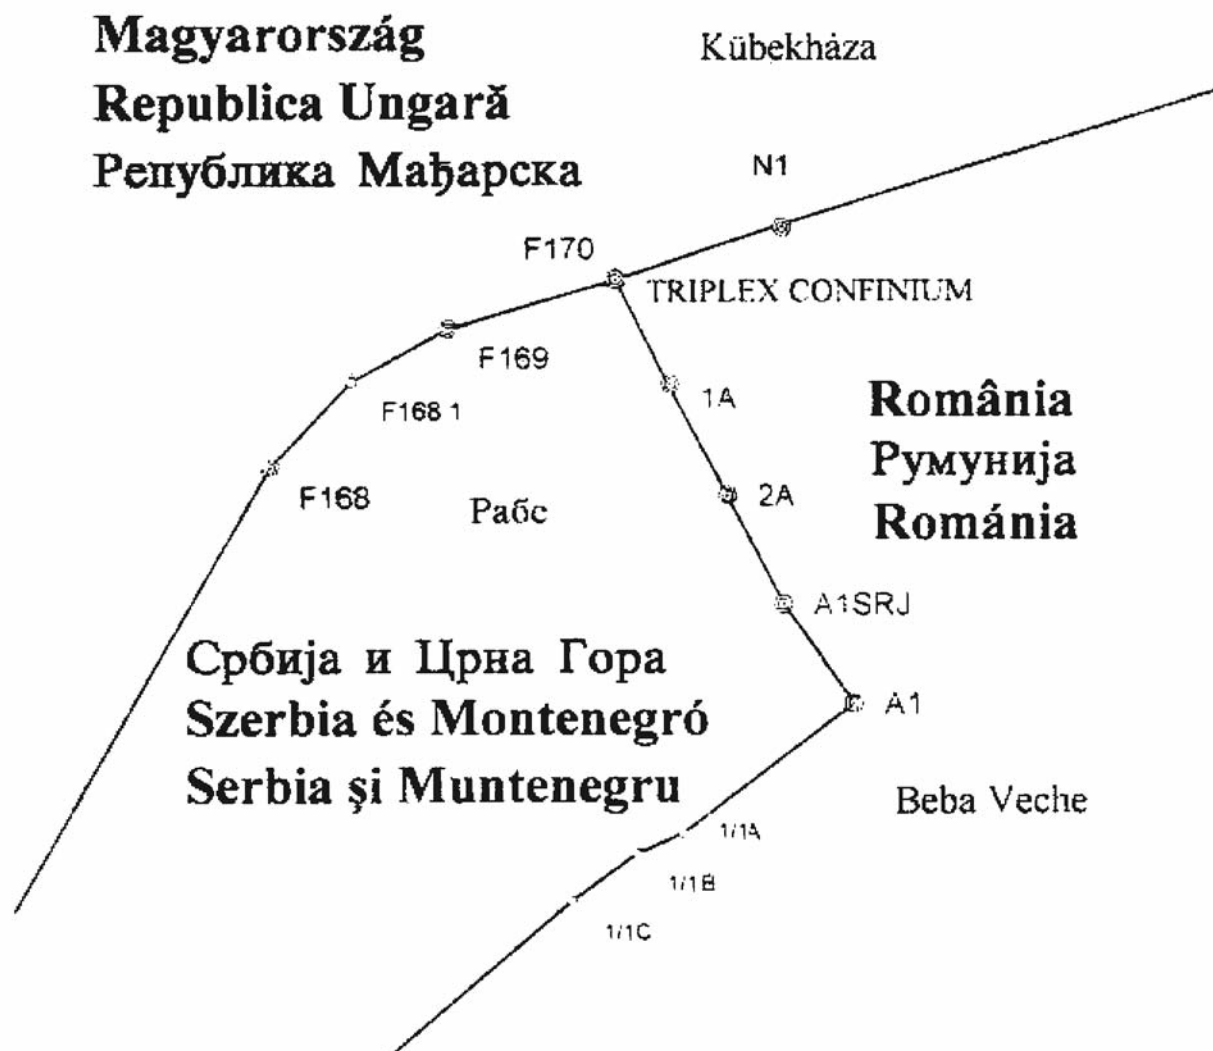 Magyarország
Republica Ungară
Република Мађарска
Kübekháza
N1
F170
TRIPLEX CONFINIUM
F169
F168 1
F168
1A
2A
România
Румунија
Románia
Рабе
A1SRJ
Србија и Црна Гора
Szerbia és Montenegró
Serbia şi Muntenegru
A1
Beba Veche
1/1A
1/1B
1/1C